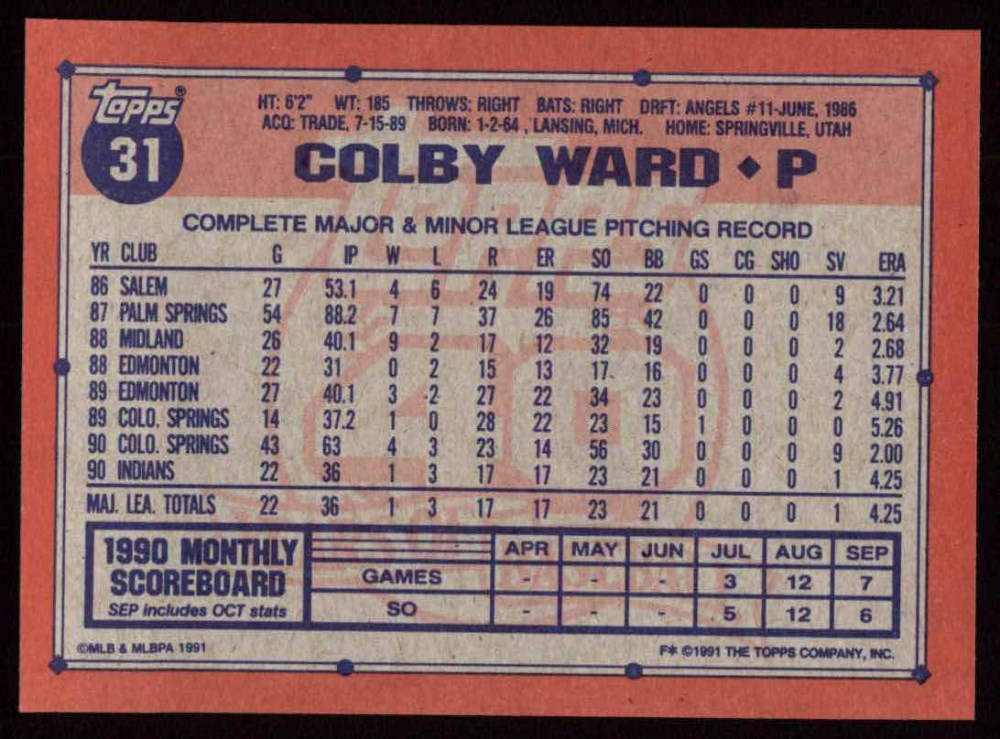 Topps®
31
HT: 6'2" WT: 185 THROWS: RIGHT BATS: RIGHT DRFT: ANGELS #11-JUNE, 1986
ACQ: TRADE, 7-15-89 BORN: 1-2-64 , LANSING, MICH. HOME: SPRINGVILLE, UTAH
COLBY WARD ◆ P
COMPLETE MAJOR & MINOR LEAGUE PITCHING RECORD
YR CLUB G IP W L R ER SO BB GS CG SHO SV ERA
86 SALEM 27 53.1 4 6 24 19 74 22 0 0 0 9 3.21
87 PALM SPRINGS 54 88.2 7 7 37 26 85 42 0 0 0 18 2.64
88 MIDLAND 26 40.1 9 2 17 12 32 19 0 0 0 2 2.68
88 EDMONTON 22 31 0 2 15 13 17 16 0 0 0 4 3.77
89 EDMONTON 27 40.1 3 2 27 22 34 23 0 0 0 2 4.91
89 COLO. SPRINGS 14 37.2 1 0 28 22 23 15 1 0 0 0 5.26
90 COLO. SPRINGS 43 63 4 3 23 14 56 30 0 0 0 9 2.00
90 INDIANS 22 36 1 3 17 17 23 21 0 0 0 1 4.25
MAJ. LEA. TOTALS 22 36 1 3 17 17 23 21 0 0 0 1 4.25
1990 MONTHLY
SCOREBOARD
SEP includes OCT stats
APR MAY JUN JUL AUG SEP
GAMES - - - 3 12 7
SO - - - 5 12 6
©MLB & MLBPA 1991
F* ©1991 THE TOPPS COMPANY, INC.